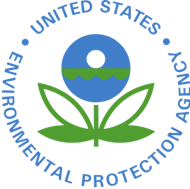 UNITED STATES
ENVIRONMENTAL PROTECTION AGENCY